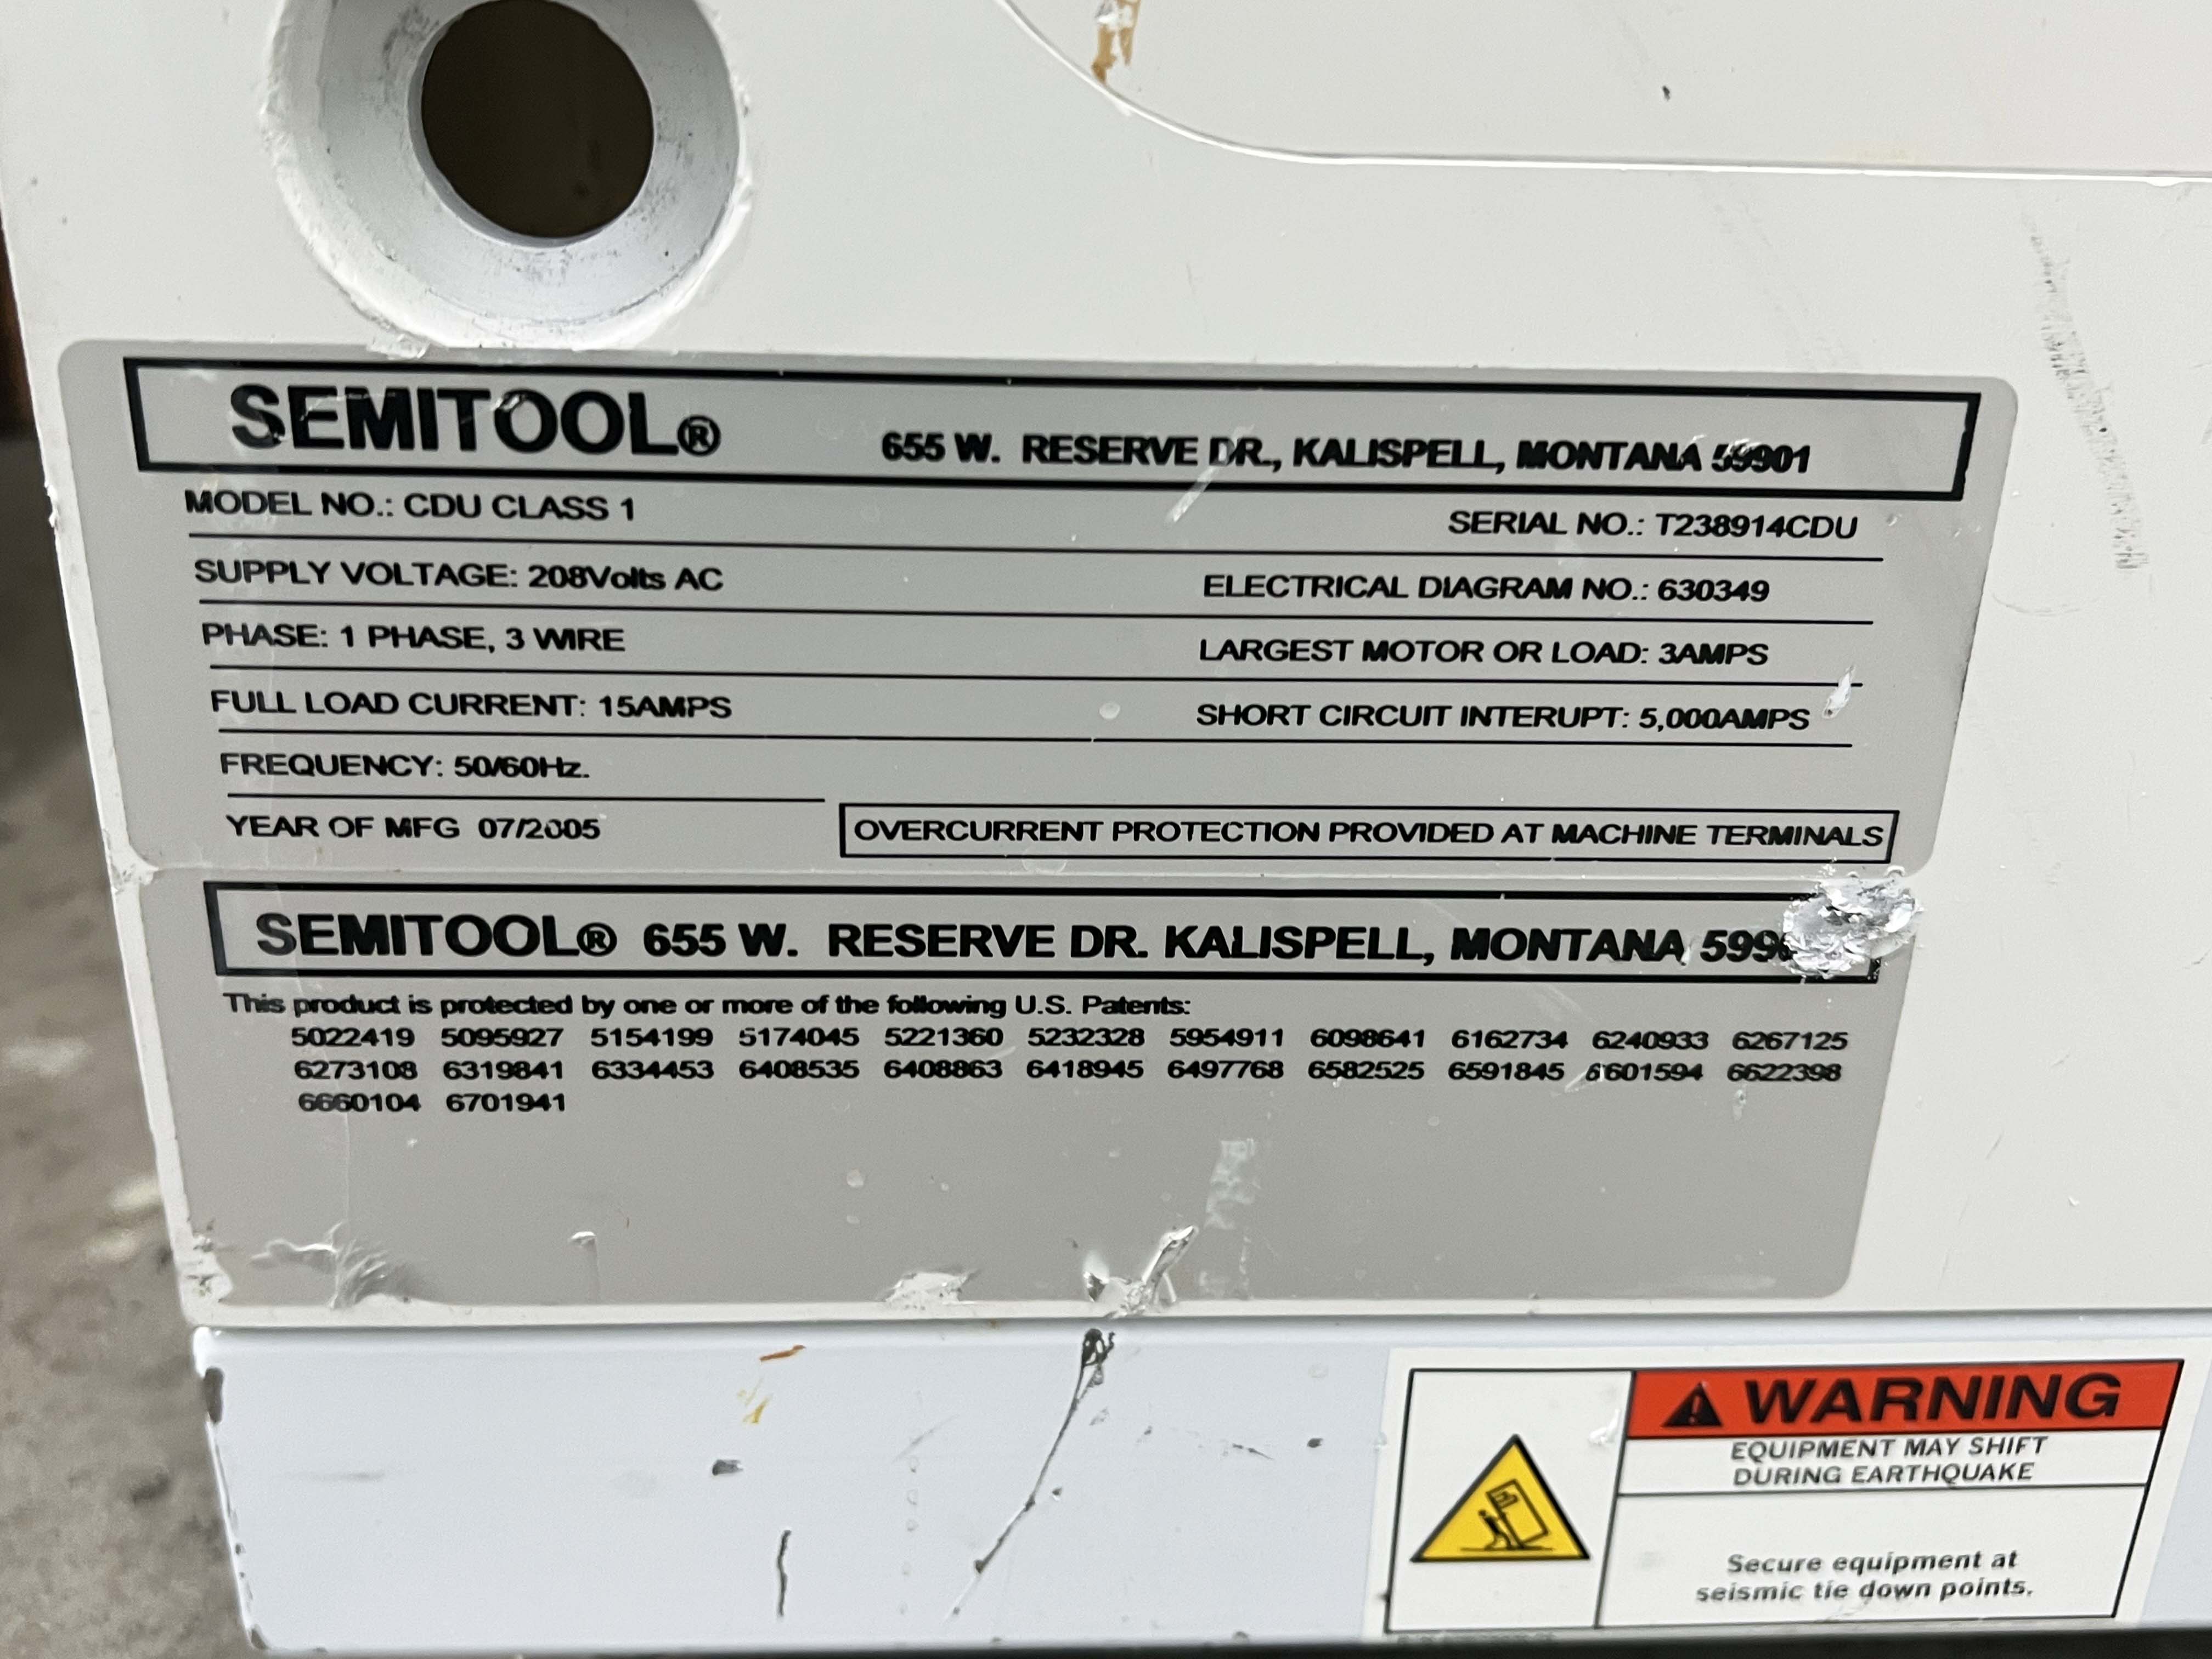 SEMITOOL® 655 W. RESERVE DR., KALISPELL, MONTANA 59901
MODEL NO.: CDU CLASS 1 SERIAL NO.: T238914CDU
SUPPLY VOLTAGE: 208Volts AC ELECTRICAL DIAGRAM NO.: 630349
PHASE: 1 PHASE, 3 WIRE LARGEST MOTOR OR LOAD: 3AMPS
FULL LOAD CURRENT: 15AMPS SHORT CIRCUIT INTERUPT: 5,000AMPS
FREQUENCY: 50/60Hz.
YEAR OF MFG 07/2005 OVERCURRENT PROTECTION PROVIDED AT MACHINE TERMINALS
SEMITOOL® 655 W. RESERVE DR. KALISPELL, MONTANA
This product is protected by one or more of the following U.S. Patents:
5022419 5095927 5154199 5174045 5221360 5232328 5954911 6098641 6162734 6240933 6267125
6273108 6319841 6334453 6408535 6408863 6418945 6497768 6582525 6591845 6601594 6622398
6660104 6701941
WARNING
EQUIPMENT MAY SHIFT
DURING EARTHQUAKE
Secure equipment at
seismic tie down points.